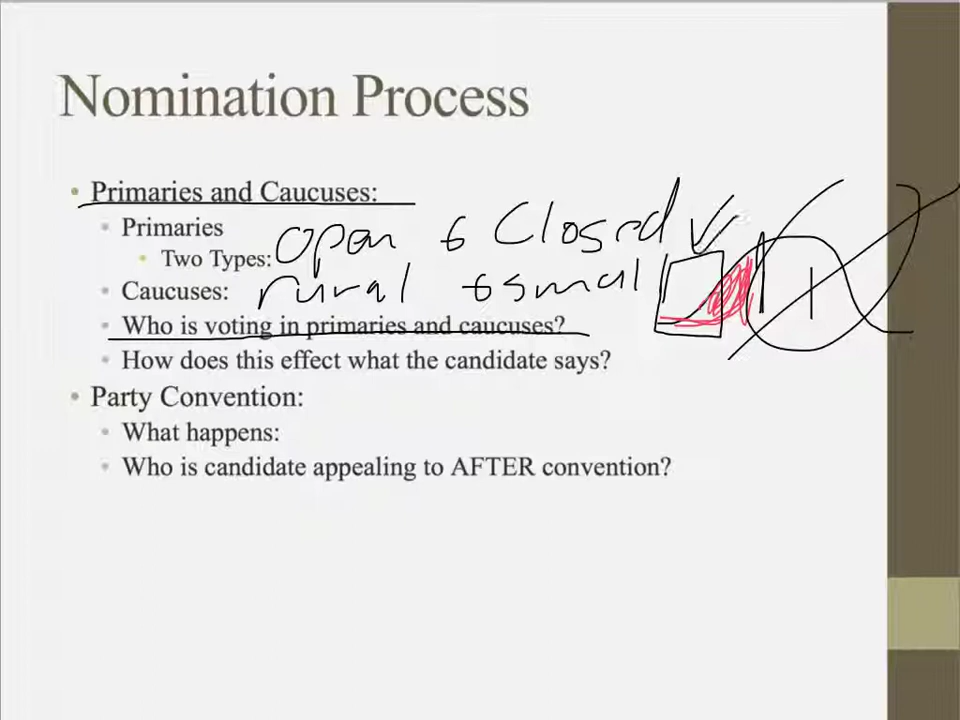 Nomination Process
• Primaries and Caucuses:
• Primaries
• Two Types: open & Closed
• Caucuses: rural & small
• Who is voting in primaries and caucuses?
• How does this effect what the candidate says?
• Party Convention:
• What happens:
• Who is candidate appealing to AFTER convention?